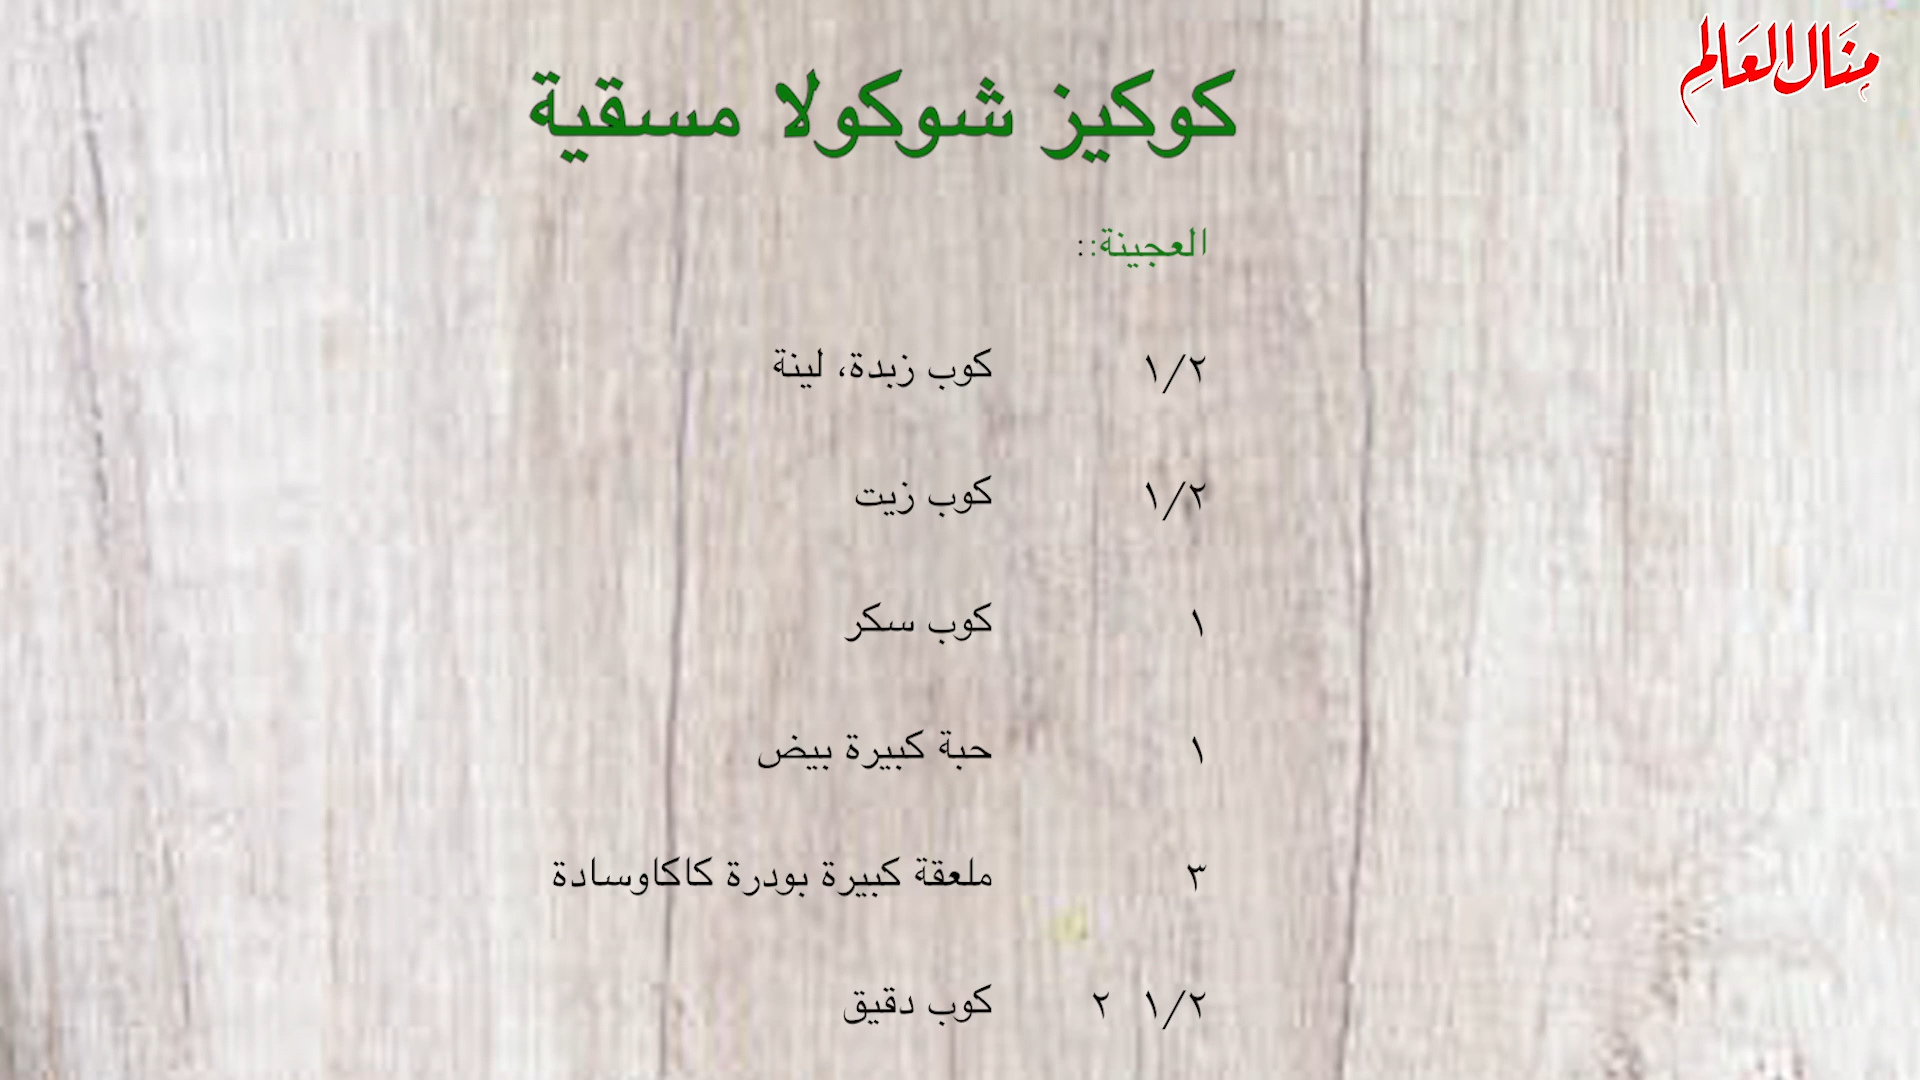 منال العالم
كوكيز شوكولا مسقية
العجينة::
١/٢ كوب زبدة، لينة
١/٢ كوب زيت
١ كوب سكر
١ حبة كبيرة بيض
٣ ملعقة كبيرة بودرة كاكاوسادة
٢ ١/٢ كوب دقيق